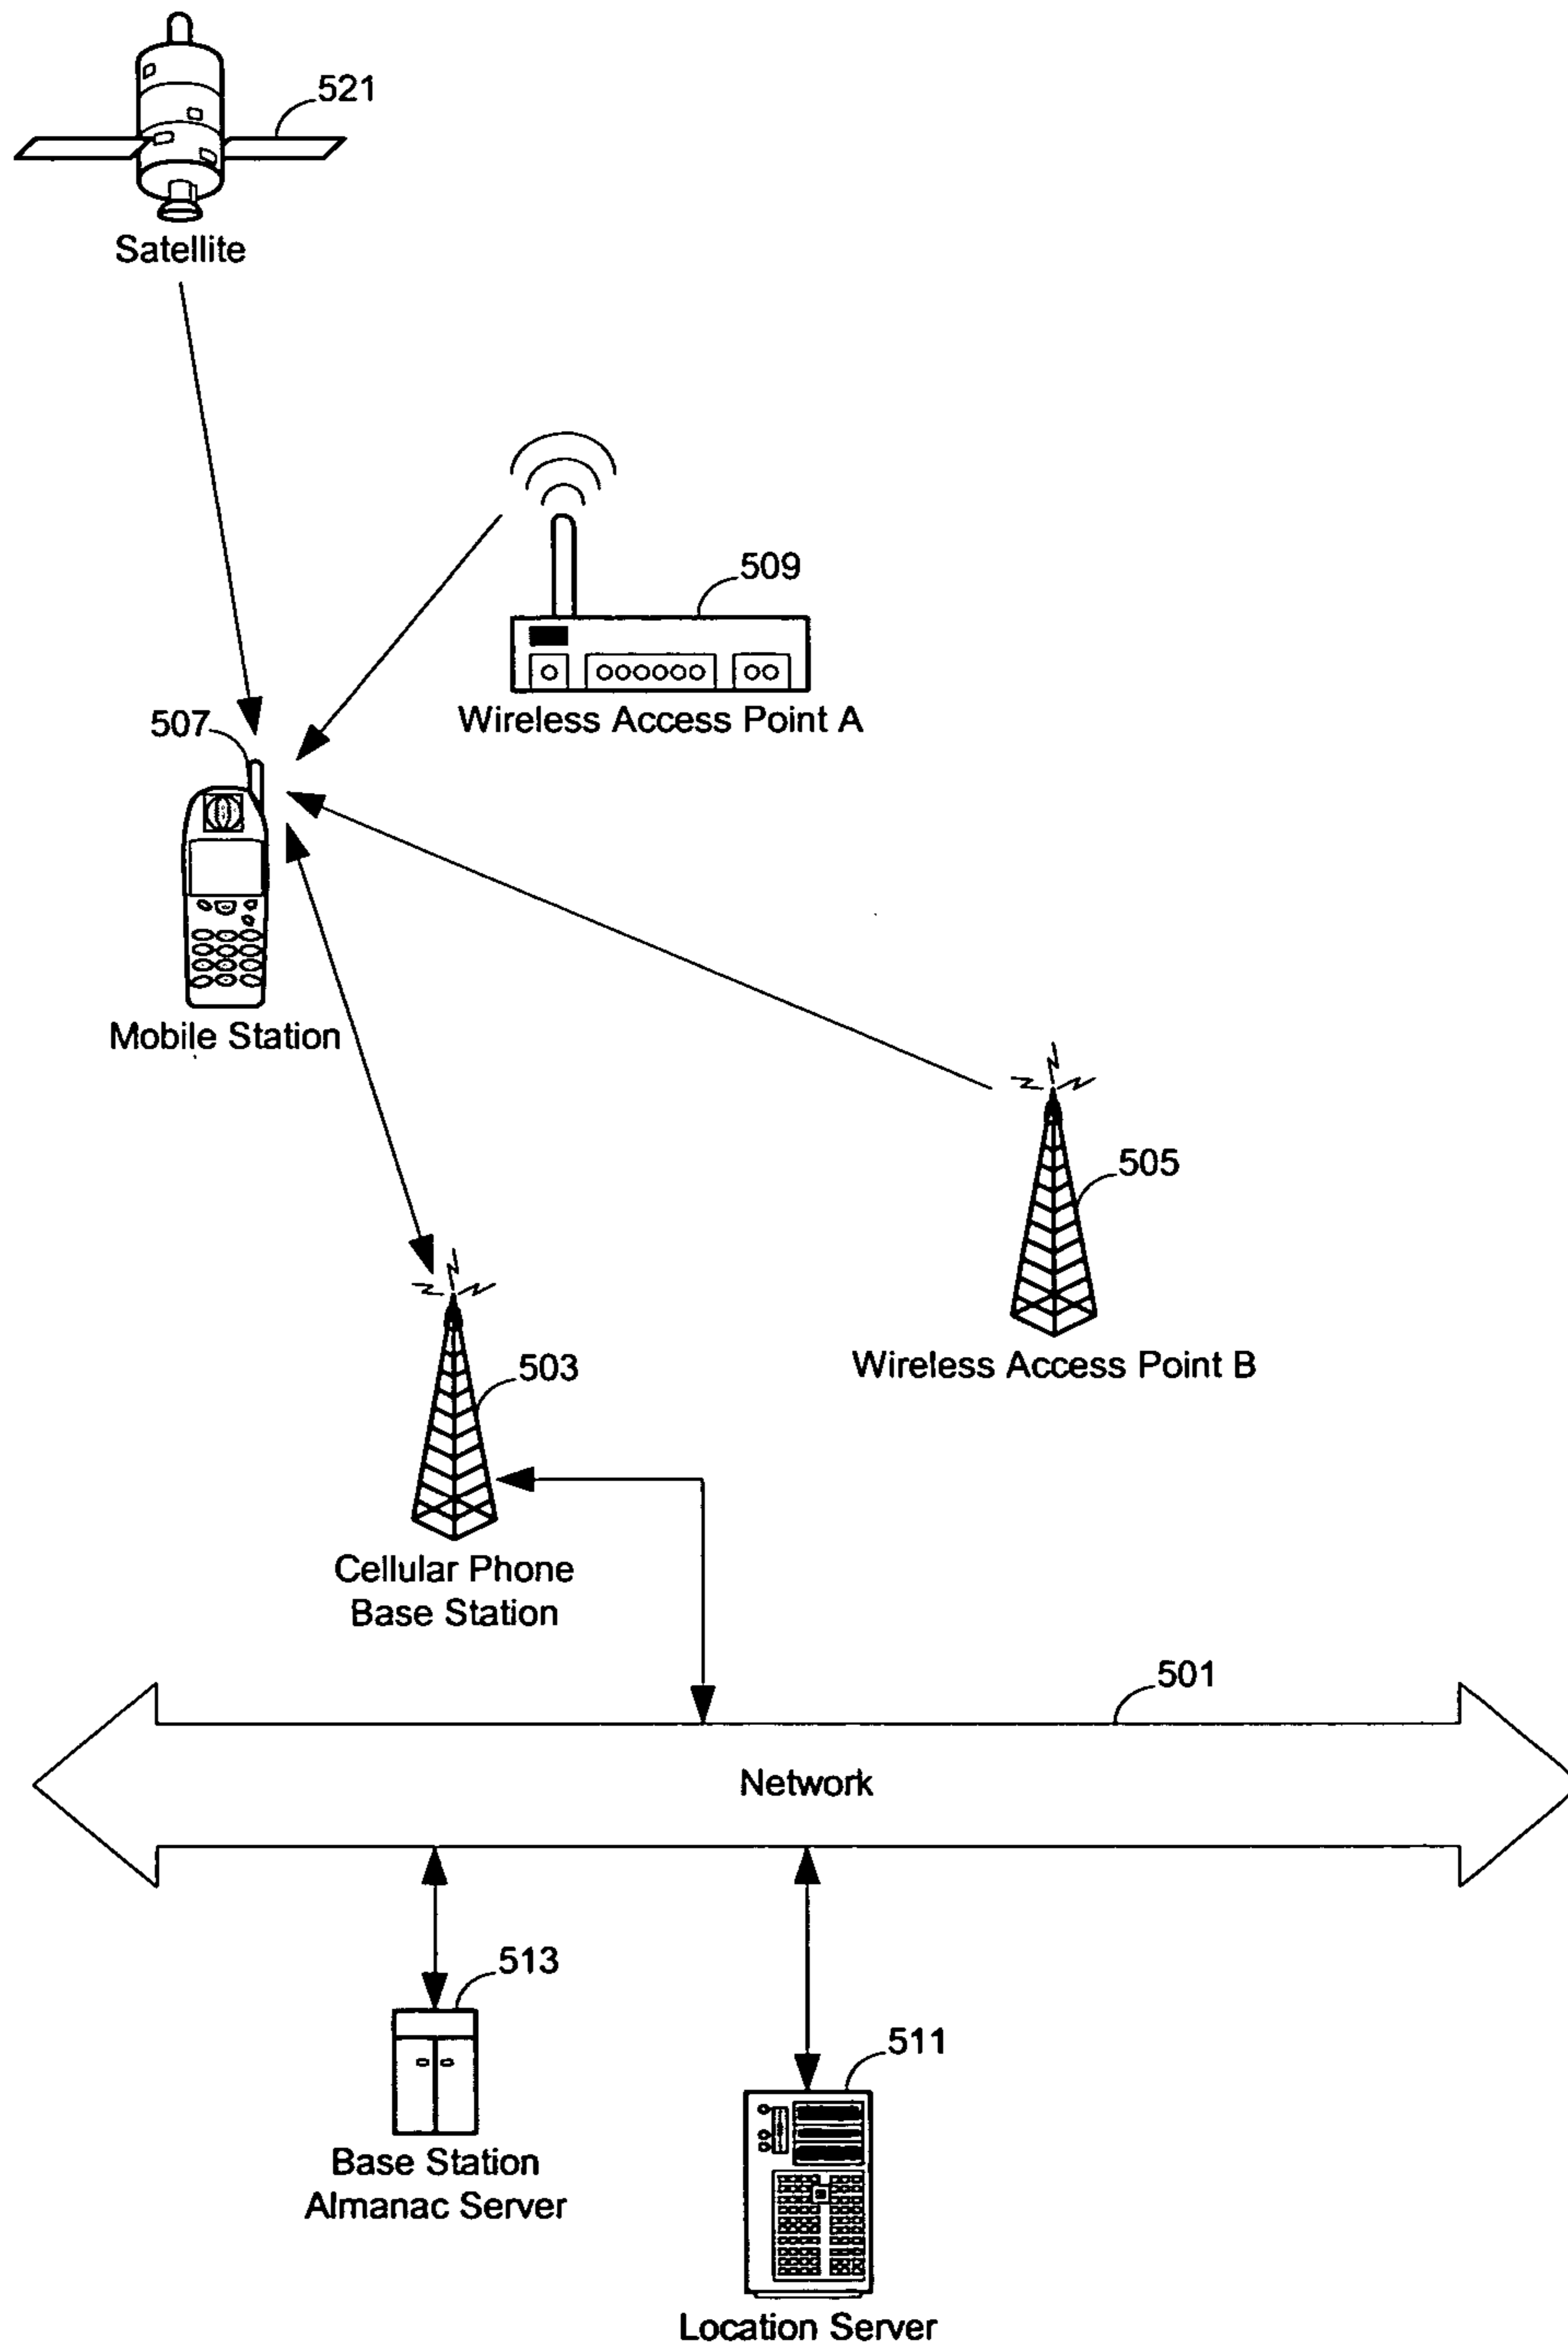 521
Satellite
509
Wireless Access Point A
507
Mobile Station
505
Wireless Access Point B
503
Cellular Phone
Base Station
501
Network
513
Base Station
Almanac Server
511
Location Server